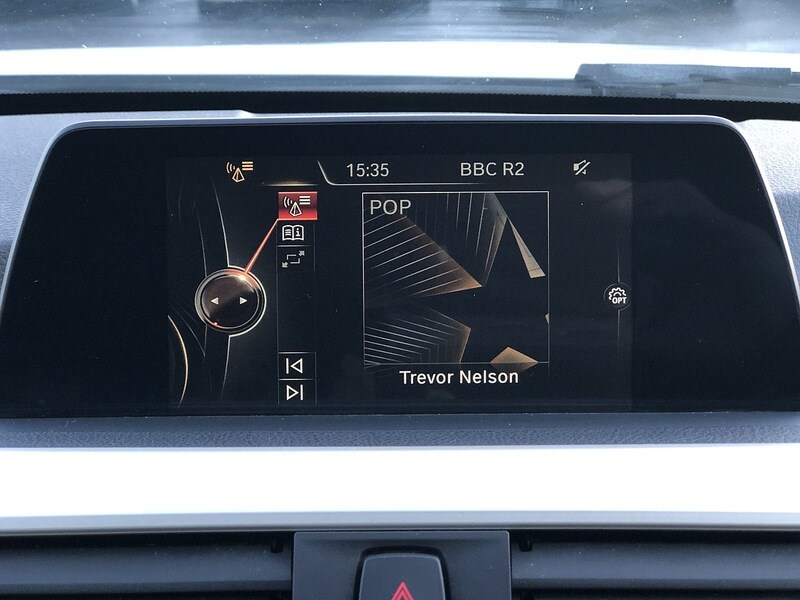 15:35 BBC R2
POP
OPT
Trevor Nelson